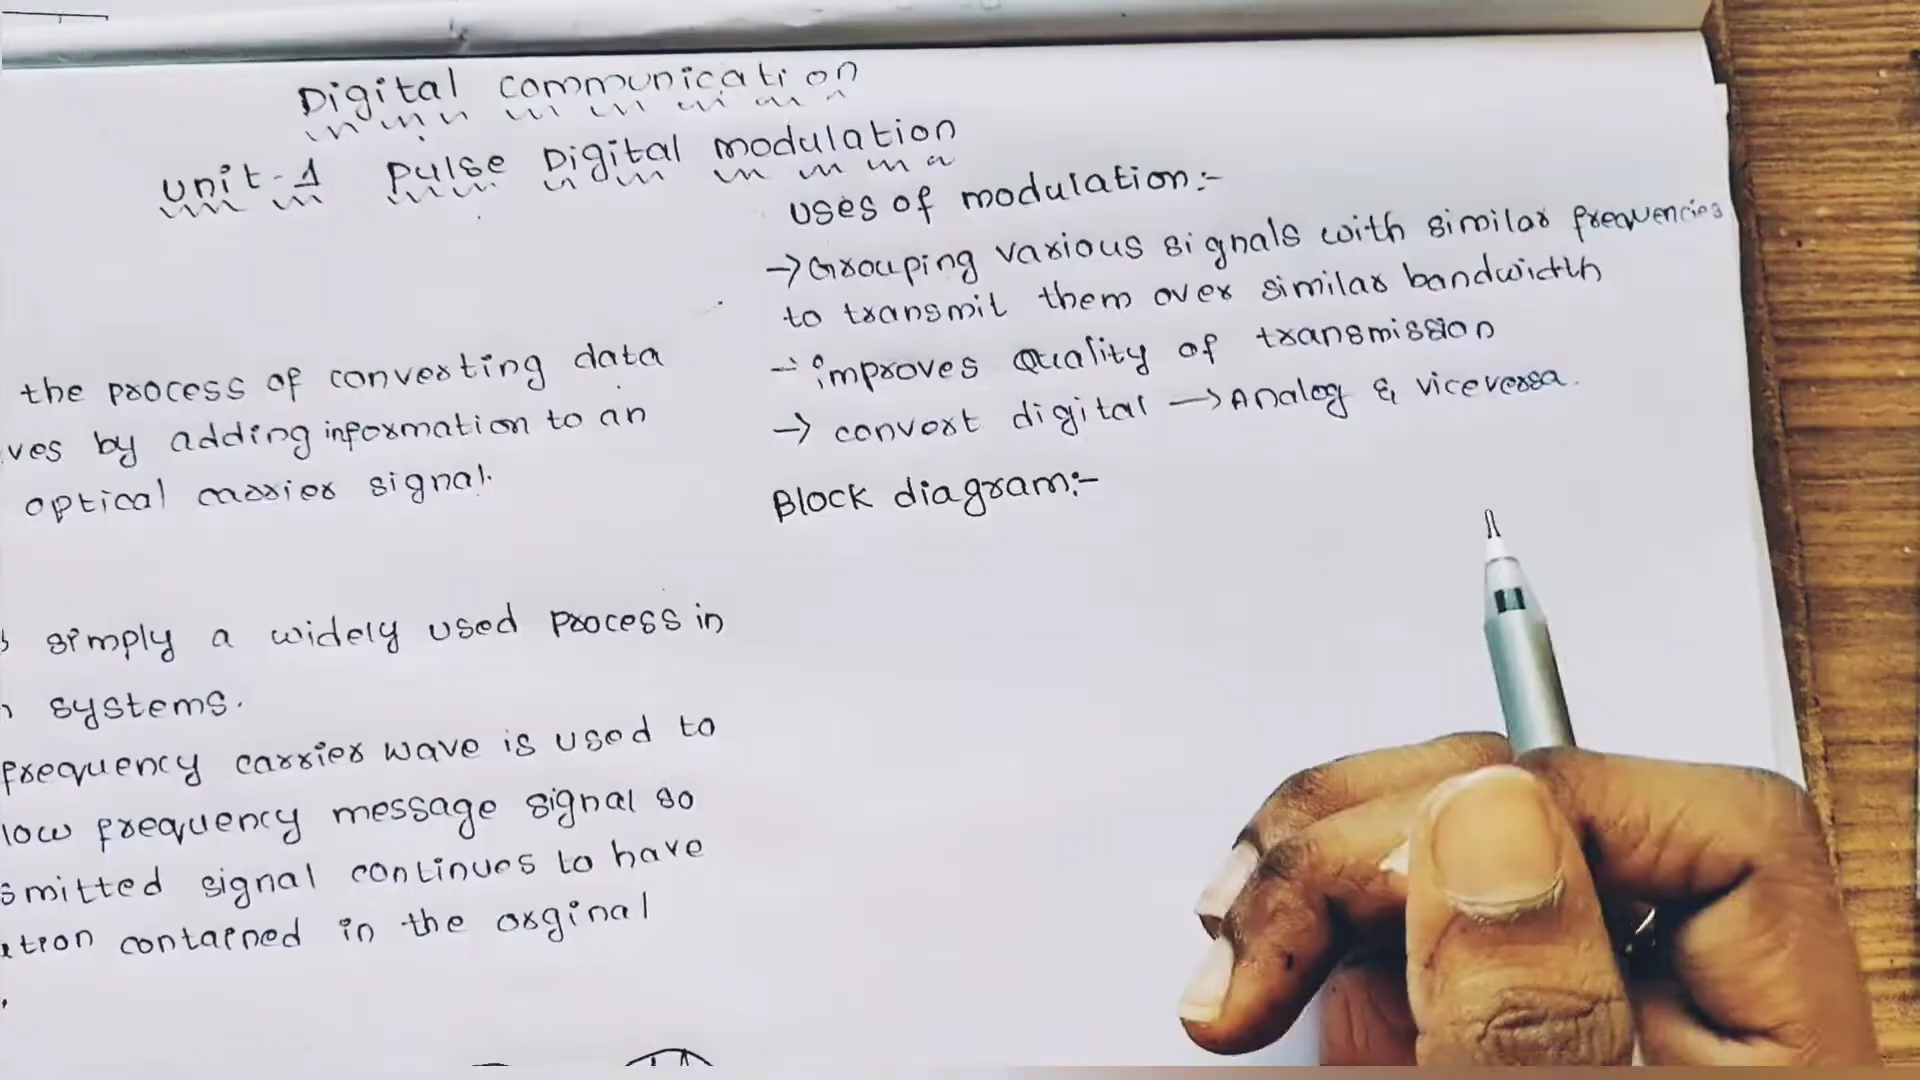 Digital communication
unit-1 Pulse Digital modulation
the process of converting data
ves by adding information to an
optical carrier signal.
simply a widely used process in
systems.
frequency carrier wave is used to
low frequency message signal so
smitted signal continues to have
ation contained in the orginal
uses of modulation:-
→ Grouping various signals with similar frequencies
to transmit them over similar bandwidth
→ improves Quality of transmission
→ convert digital → Analog & viceversa.
Block diagram:-